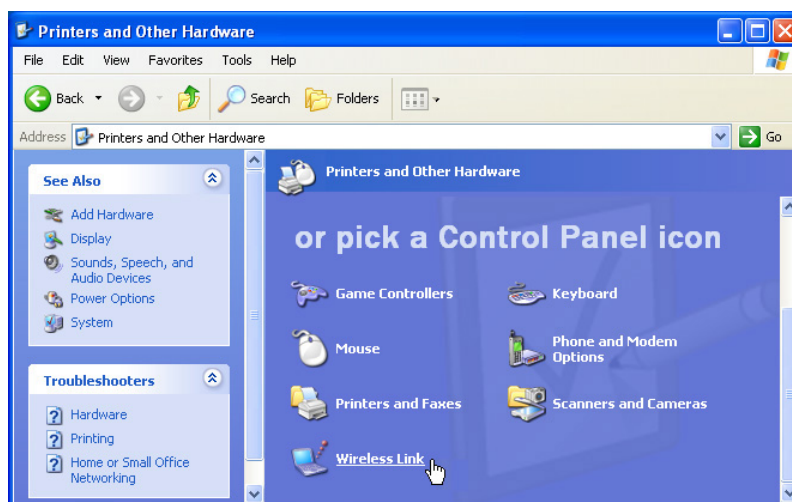 Printers and Other Hardware
File Edit View Favorites Tools Help
Back Search Folders
Address Printers and Other Hardware Go
See Also
Add Hardware
Display
Sounds, Speech, and
Audio Devices
Power Options
System
Troubleshooters
Hardware
Printing
Home or Small Office
Networking
Printers and Other Hardware
or pick a Control Panel icon
Game Controllers
Keyboard
Mouse
Phone and Modem
Options
Printers and Faxes
Scanners and Cameras
Wireless Link